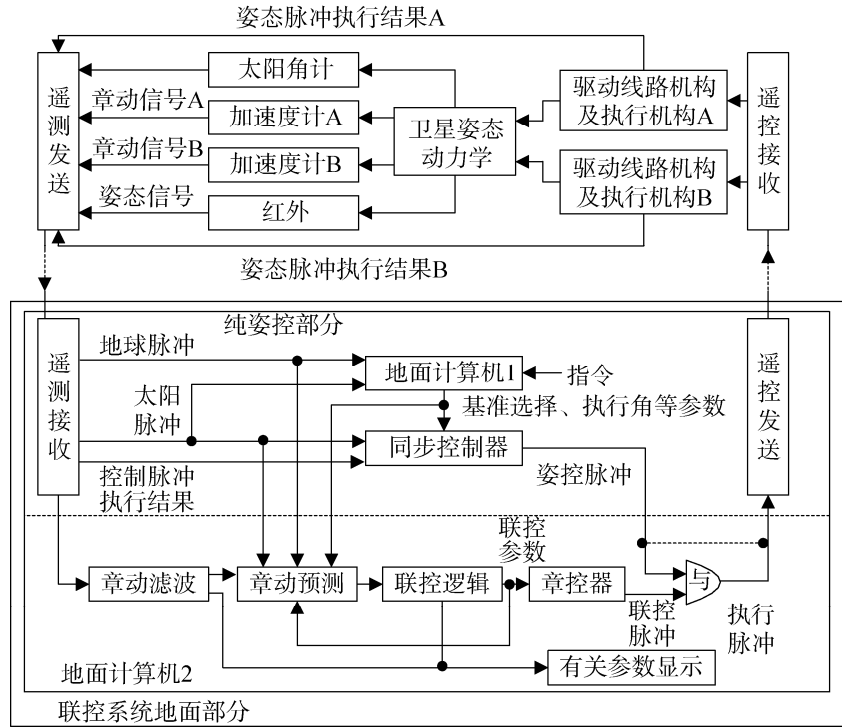 姿态脉冲执行结果A
遥测发送
太阳角计
章动信号A
加速度计A
章动信号B
加速度计B
姿态信号
红外
卫星姿态
动力学
驱动线路机构
及执行机构A
驱动线路机构
及执行机构B
遥控接收
姿态脉冲执行结果B
纯姿控部分
遥测接收
地球脉冲
地面计算机1
指令
太阳
脉冲
基准选择、执行角等参数
同步控制器
控制脉冲
执行结果
姿控脉冲
遥控发送
联控
参数
章动滤波
章动预测
联控逻辑
章控器
与
联控
脉冲
执行
脉冲
有关参数显示
地面计算机2
联控系统地面部分